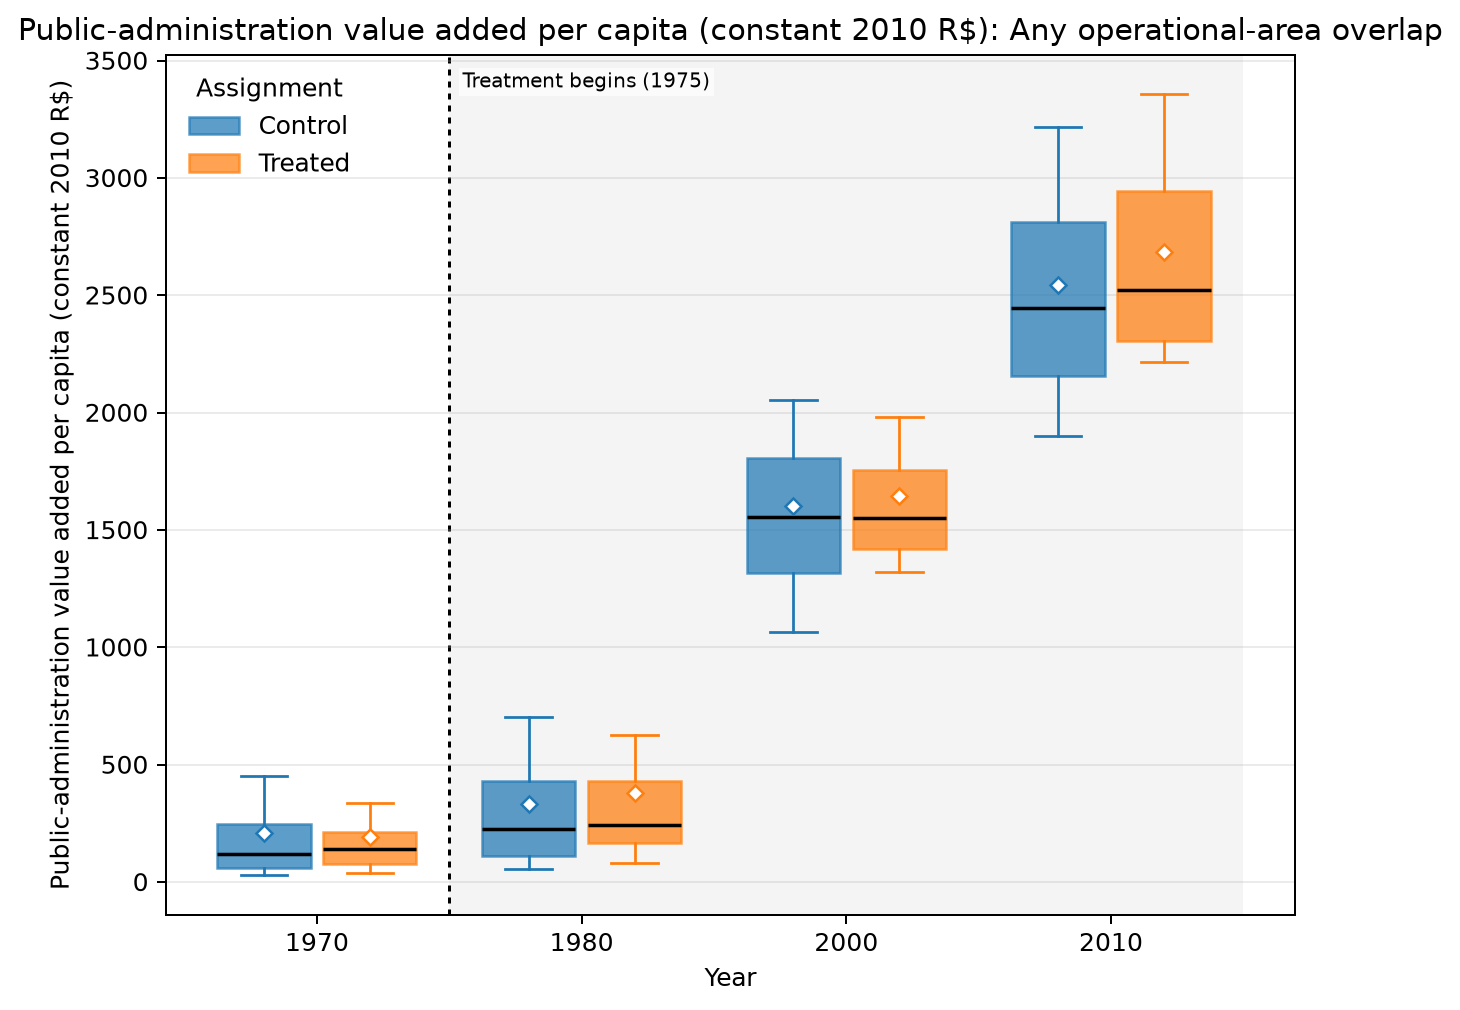 Public-administration value added per capita (constant 2010 R$): Any operational-area overlap
Public-administration value added per capita (constant 2010 R$)
3500
3000
2500
2000
1500
1000
500
0
Assignment
Control
Treated
Treatment begins (1975)
1970
1980
2000
2010
Year